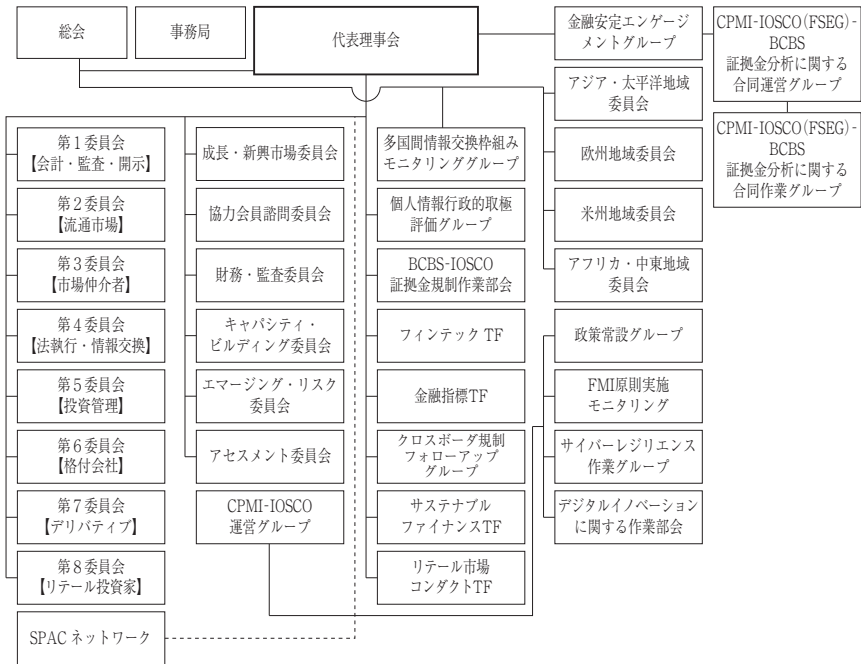 総会
事務局
代表理事会
金融安定エンゲージ
メントグループ
CPMI-IOSCO(FSEG)-
BCBS
証拠金分析に関する
合同運営グループ
CPMI-IOSCO(FSEG)-
BCBS
証拠金分析に関する
合同作業グループ
第1委員会
【会計・監査・開示】
第2委員会
【流通市場】
第3委員会
【市場仲介者】
第4委員会
【法執行・情報交換】
第5委員会
【投資管理】
第6委員会
【格付会社】
第7委員会
【デリバティブ】
第8委員会
【リテール投資家】
SPAC ネットワーク
成長・新興市場委員会
協力会員諮問委員会
財務・監査委員会
キャパシティ・
ビルディング委員会
エマージング・リスク
委員会
アセスメント委員会
CPMI-IOSCO
運営グループ
多国間情報交換枠組み
モニタリンググループ
個人情報行政的取極
評価グループ
BCBS-IOSCO
証拠金規制作業部会
フィンテック TF
金融指標TF
クロスボーダ規制
フォローアップ
グループ
サステナブル
ファイナンスTF
リテール市場
コンダクトTF
アジア・太平洋地域
委員会
欧州地域委員会
米州地域委員会
アフリカ・中東地域
委員会
政策常設グループ
FMI原則実施
モニタリング
サイバーレジリエンス
作業グループ
デジタルイノベーション
に関する作業部会